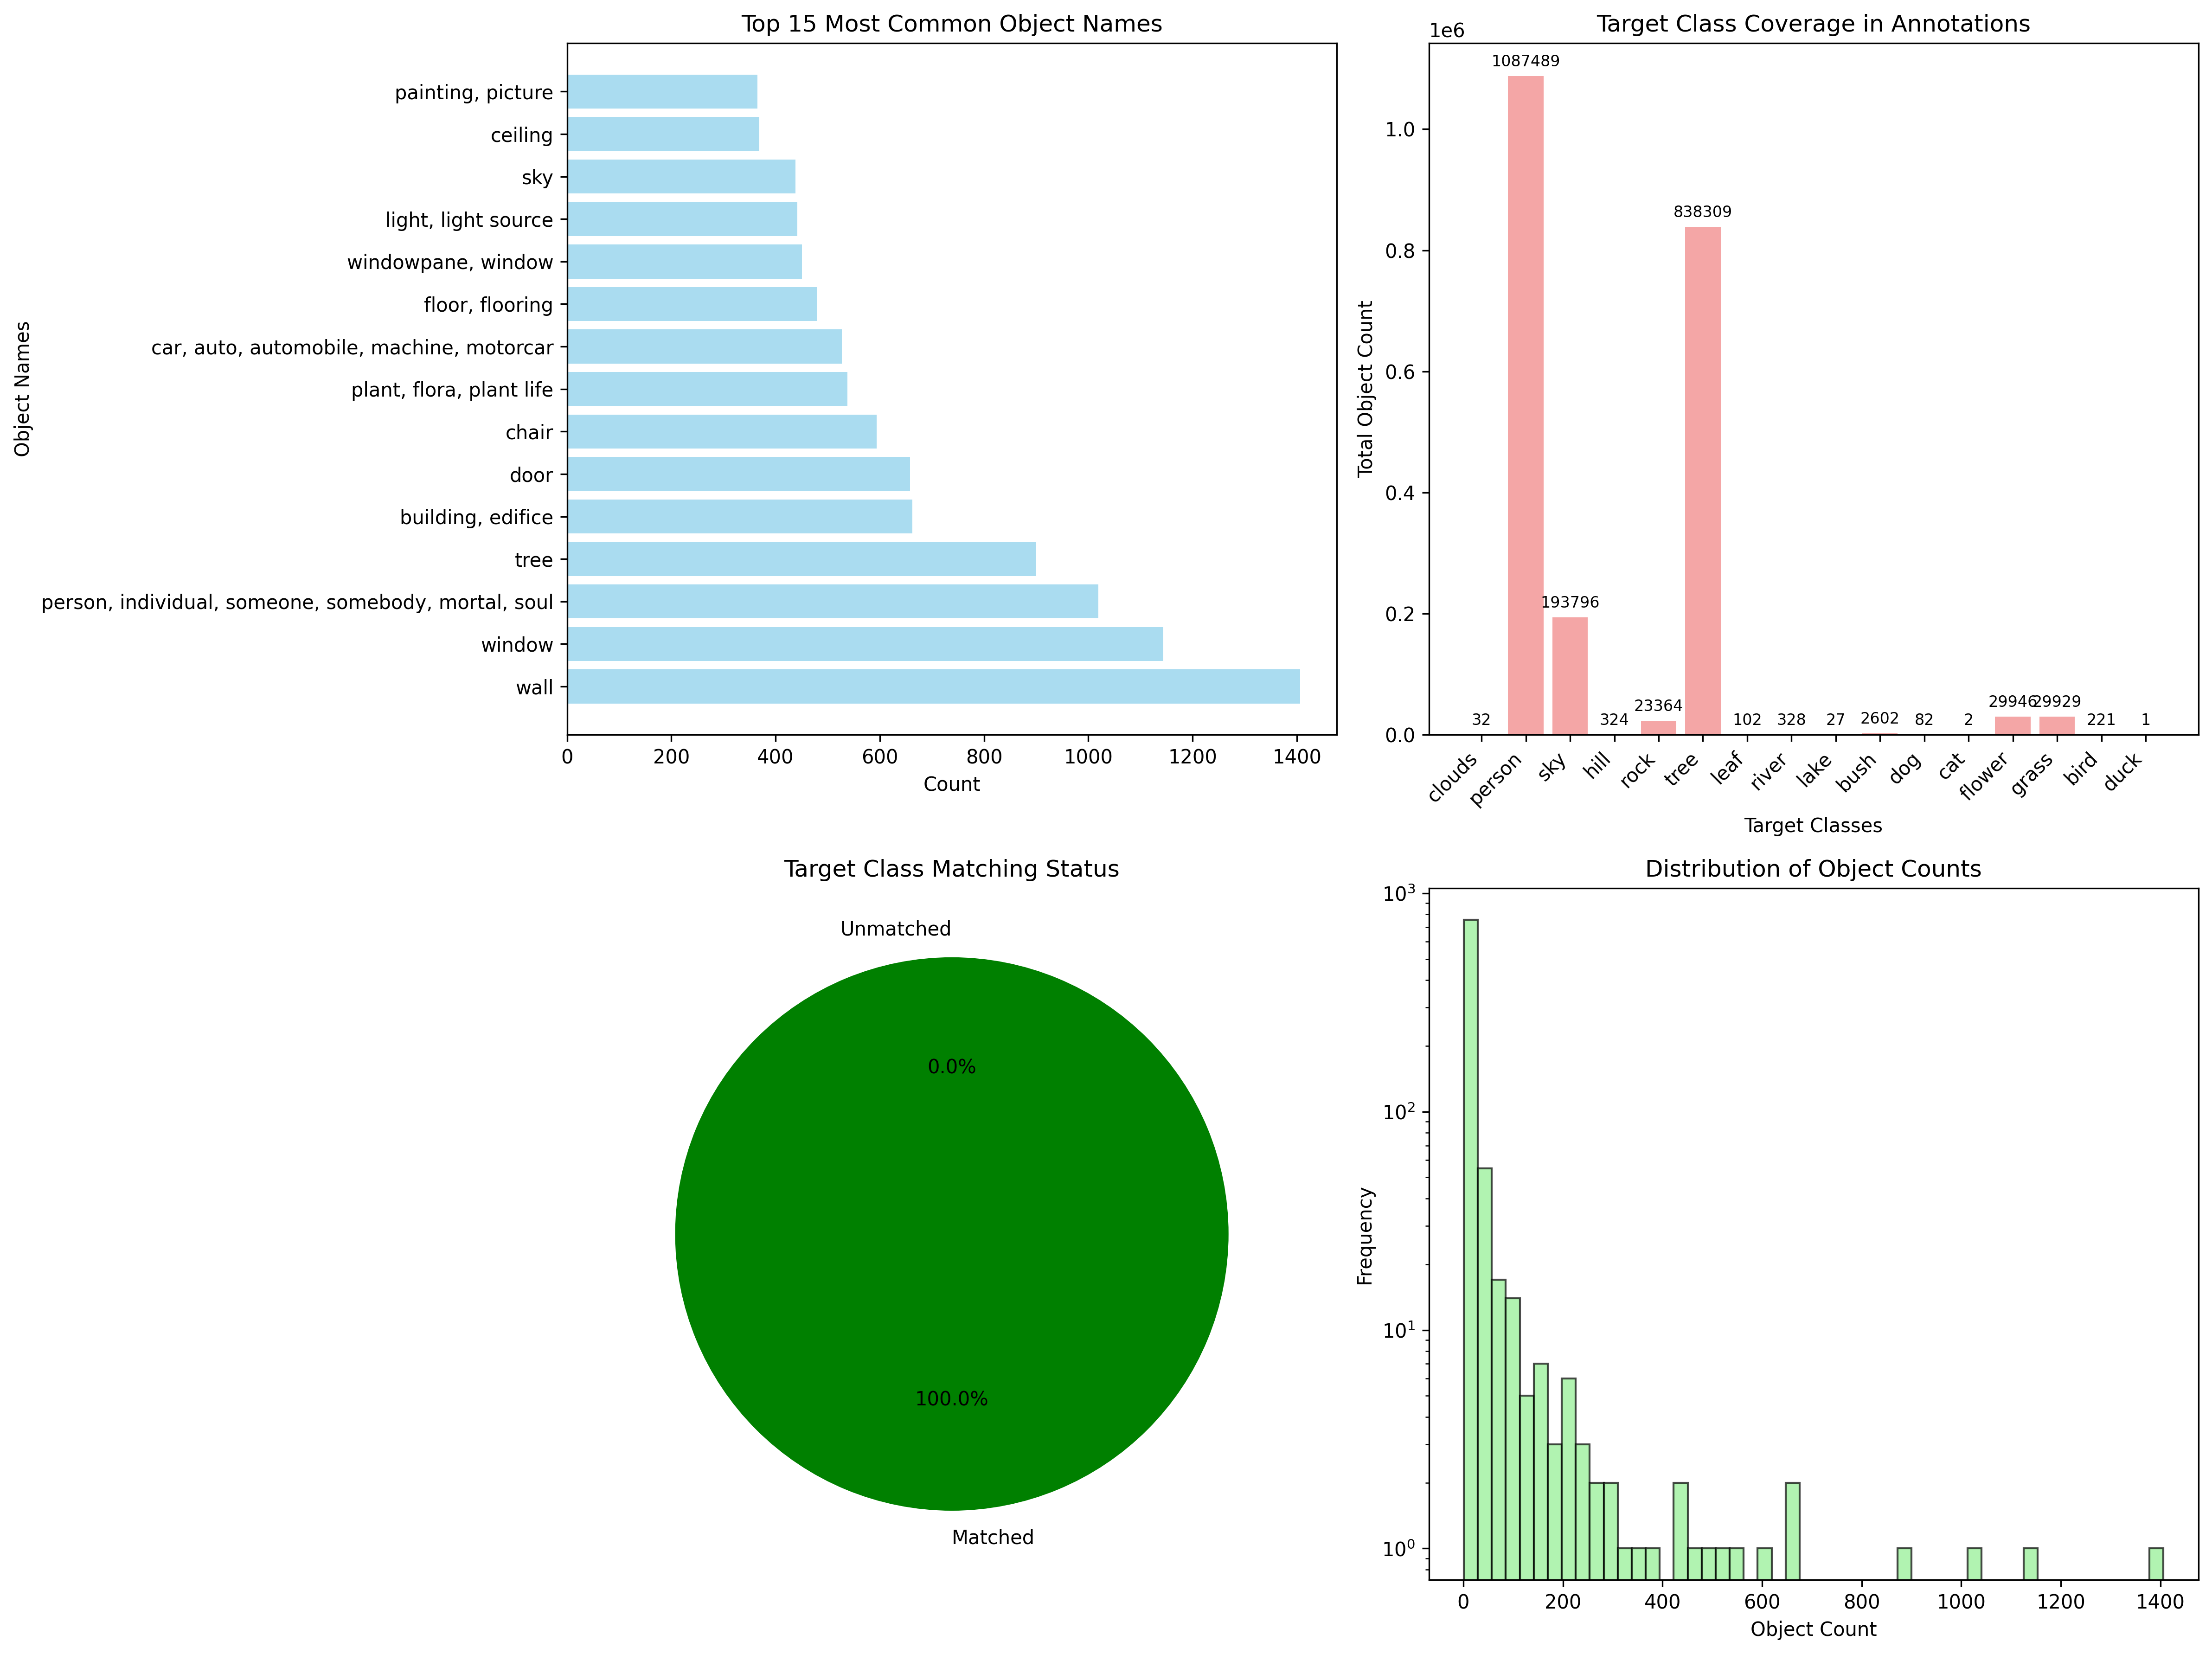 Top 15 Most Common Object Names
Object Names
painting, picture
ceiling
sky
light, light source
windowpane, window
floor, flooring
car, auto, automobile, machine, motorcar
plant, flora, plant life
chair
door
building, edifice
tree
person, individual, someone, somebody, mortal, soul
window
wall
0 200 400 600 800 1000 1200 1400
Count
Target Class Coverage in Annotations
1e6
Total Object Count
1.0
0.8
0.6
0.4
0.2
0.0
32 1087489 193796 324 23364 838309 102 328 27 2602 82 2 29946 29929 221 1
clouds person sky hill rock tree leaf river lake bush dog cat flower grass bird duck
Target Classes
Target Class Matching Status
Unmatched
0.0%
100.0%
Matched
Distribution of Object Counts
Frequency
10³
10²
10¹
10⁰
0 200 400 600 800 1000 1200 1400
Object Count